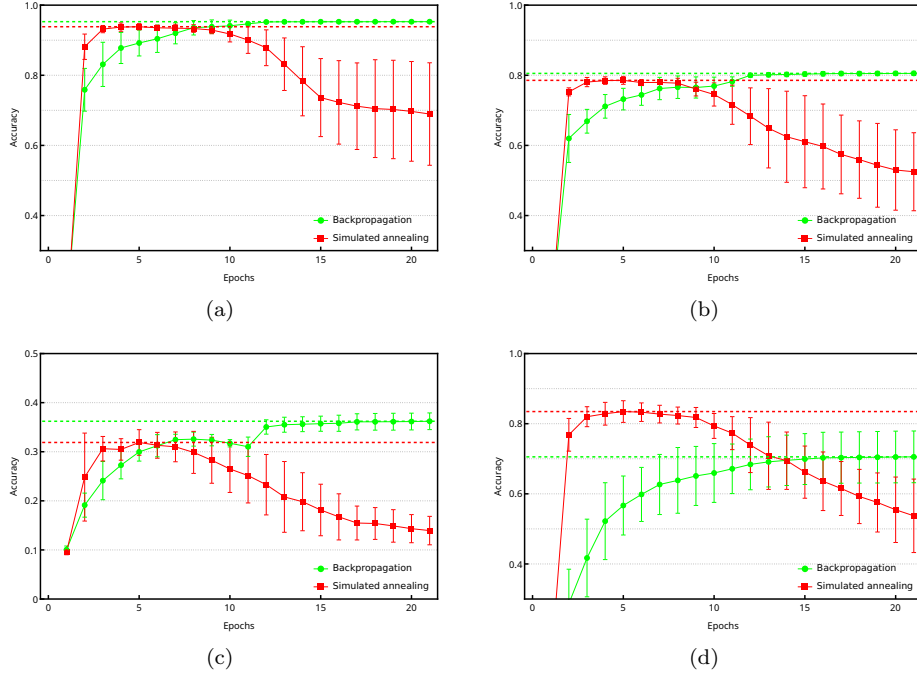 1.0
0.8
0.6
0.4
Accuracy
Backpropagation
Simulated annealing
0 5 10 15 20
Epochs
(a)
1.0
0.8
0.6
0.4
Accuracy
Backpropagation
Simulated annealing
0 5 10 15 20
Epochs
(b)
0.5
0.4
0.3
0.2
0.1
0
Accuracy
Backpropagation
Simulated annealing
0 5 10 15 20
Epochs
(c)
1.0
0.8
0.6
0.4
Accuracy
Backpropagation
Simulated annealing
0 5 10 15 20
Epochs
(d)